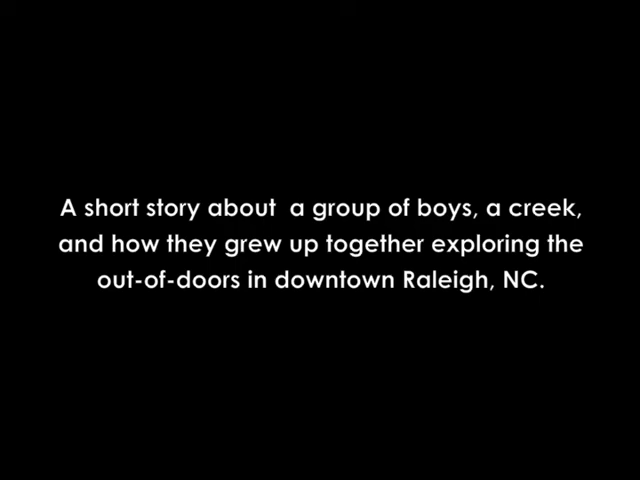 A short story about  a group of boys, a creek,
and how they grew up together exploring the
out-of-doors in downtown Raleigh, NC.